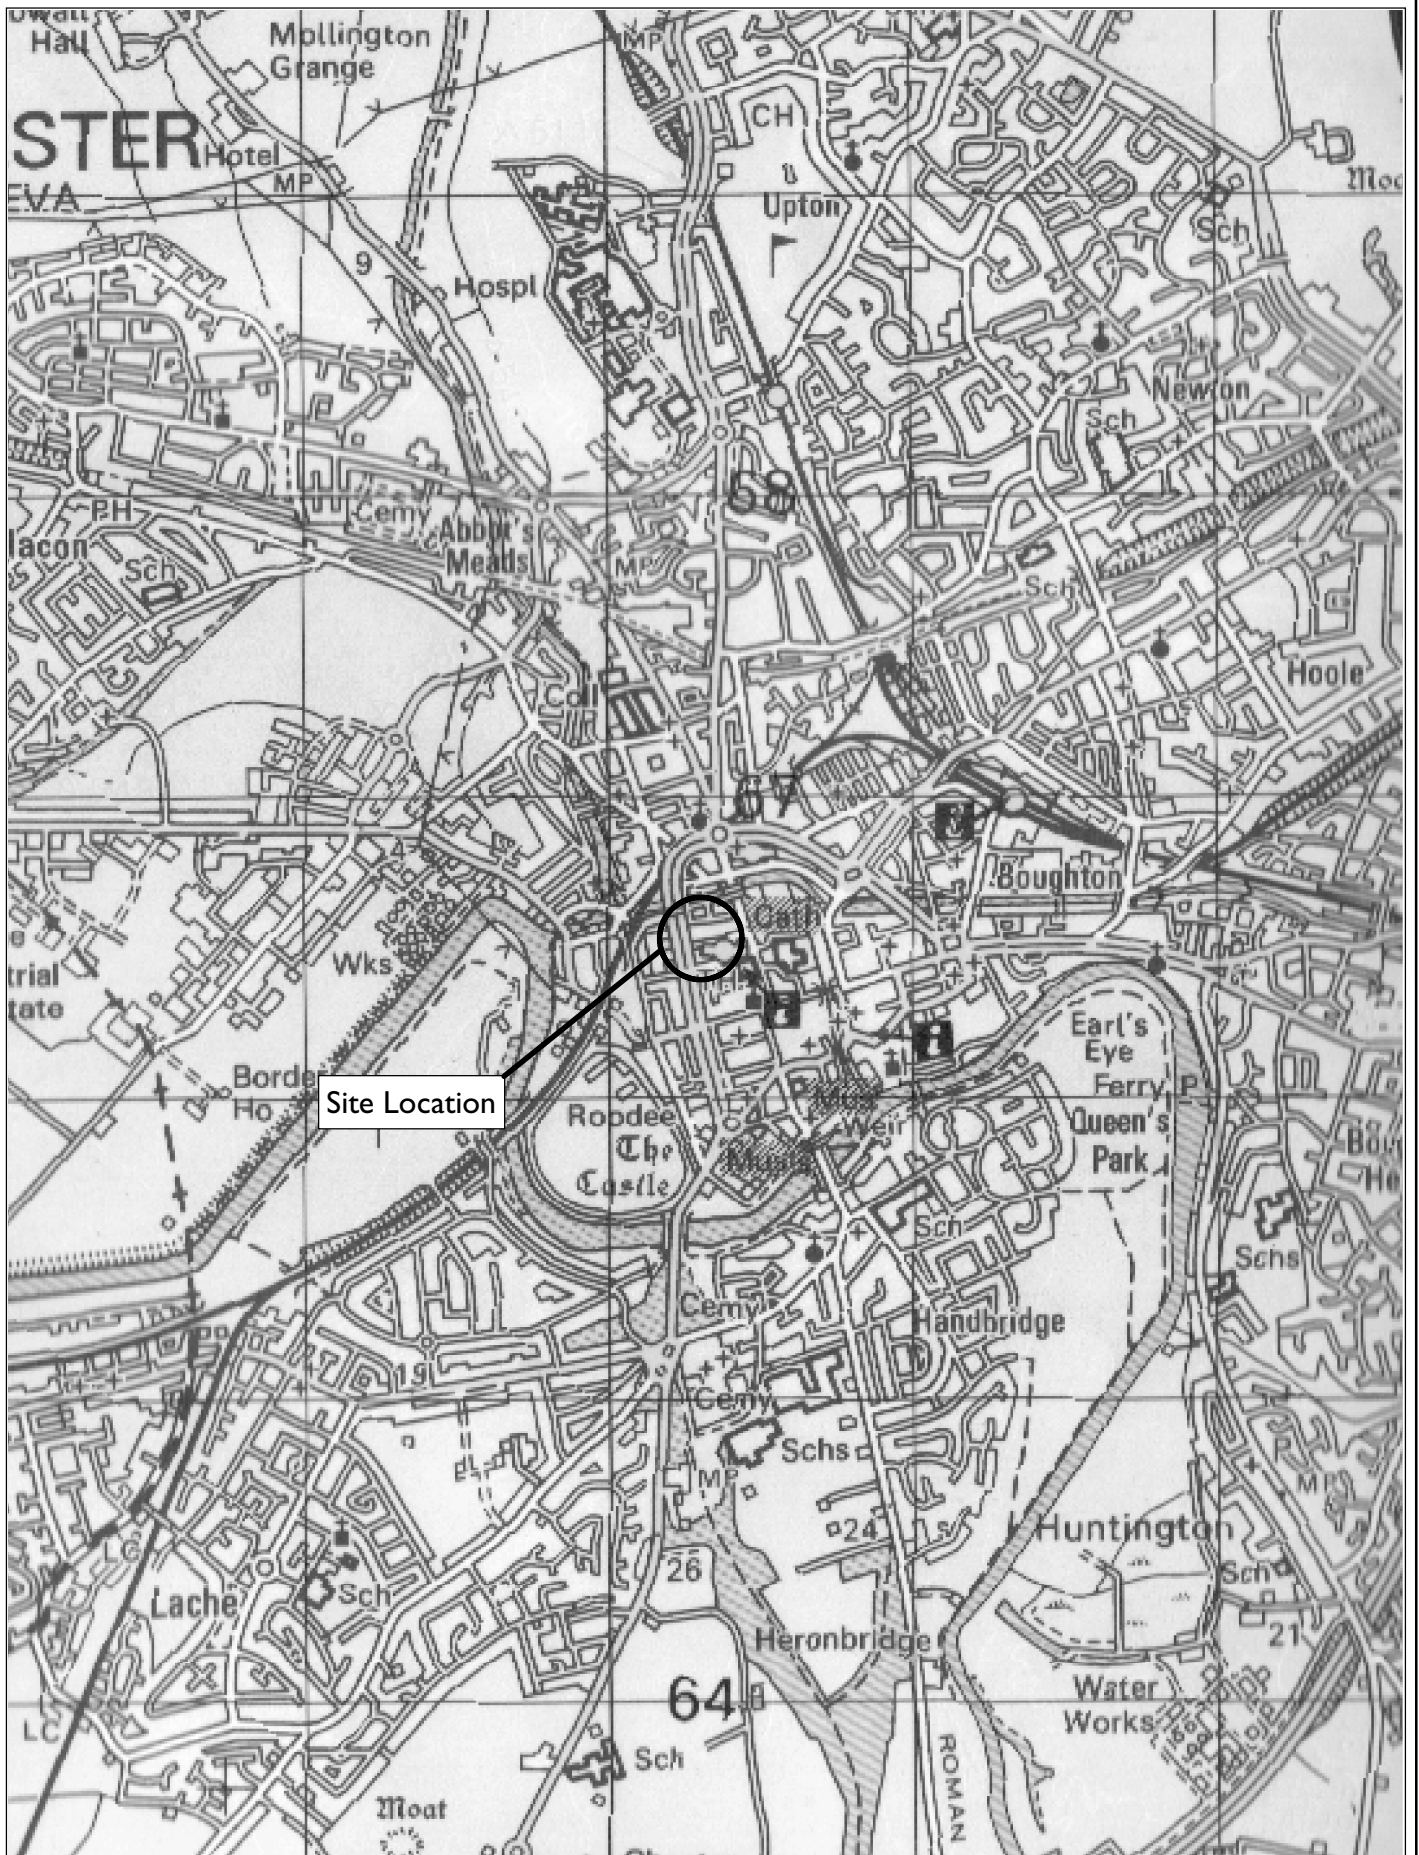 Hall
Mollington
Grange
MP
STER
Hotel
CH
MP
EVA
Upton
Sch
9
Hospl
Newton
Sch
68
PH
Cemy
Abbot's
Meads
MP
Sch
Sch
Hoole
Coll
67
4
Boughton
Cath
Wks
Earl's
Eye
Ferry P
Ho
Site Location
Roodee
The
Castle
Weir
Queen's
Park
Sch
Schs
Cemy
Handbridge
19
Cemy
Schs
MP
P
MP
24
Huntington
LC
26
Sch
Lache
Sch
Heronbridge
21
64
Water
Works
LC
Sch
ROMAN
Moat